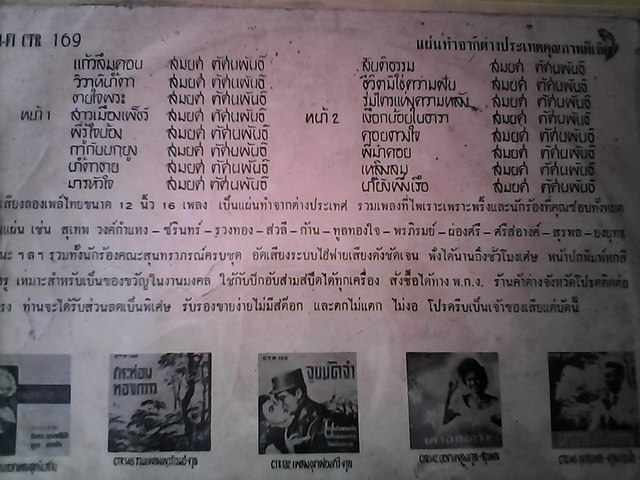 I-FI CTR 169
แผ่นทำจากต่างประเทศคุณภาพดีเลิศ
หน้า 1
แก้วลืมคอน สมยศ ทัศนพันธ์
วิวาห์น้ำตา สมยศ ทัศนพันธ์
สมยศ ทัศนพันธ์
สาวเมืองเพ็ชร์ สมยศ ทัศนพันธ์
พี่รักใจน้อง สมยศ ทัศนพันธ์
กากับนกยูง สมยศ ทัศนพันธ์
น้ำตาชาย สมยศ ทัศนพันธ์
มารหัวใจ สมยศ ทัศนพันธ์
หน้า 2
สันติธรรม สมยศ ทัศนพันธ์
ชีวิตมิใช่ความฝัน สมยศ ทัศนพันธ์
ร่มไทรแห่งความหลัง สมยศ ทัศนพันธ์
เงือกน้อยในธาร สมยศ ทัศนพันธ์
คอยดวงใจ สมยศ ทัศนพันธ์
พี่มาคอย สมยศ ทัศนพันธ์
เหลิงลม สมยศ ทัศนพันธ์
สมยศ ทัศนพันธ์
เสียงลองเพล์ไทยขนาด 12 นิ้ว 16 เพลง เป็นแผ่นทำจากต่างประเทศ รวมเพลงที่ไพเราะเพราะพริ้งและนักร้องที่คุณชอบทั้งหมด
แผ่น เช่น สุเทพ วงศ์กำแหง - ชรินทร์ - รวงทอง - สวลี - ก้าน - ทูลทองใจ - พรภิรมย์ - ผ่องศรี - ศรีส่อางค์ - สุรพล - ยงยุทธ
นะ ฯลฯ รวมทั้งนักร้องคณะสุนทราภรณ์ครบชุด อัดเสียงระบบไฮไฟเสียงดังชัดเจน ฟังได้นานถึงชั่วโมงเศษ หน้าปกพิมพ์หกสี
รู เหมาะสำหรับเป็นของขวัญในงานมงคล ใช้กับปิกอับสามสปีดได้ทุกเครื่อง สั่งซื้อได้ทาง พ.ก.ง. ร้านค้าต่างจังหวัดโปรดติดต่อ
รง ท่านจะได้รับส่วนลดเป็นพิเศษ รับรองขายง่ายไม่มีสต๊อก และตกไม่แตก ไม่งอ โปรดรีบเป็นเจ้าของเสียแต่บัดนี้
กระท่อม
ทองกวาว
จูบมัดจำ
สาวสวนแตง
CTR 145
CTR 132
CTR 142